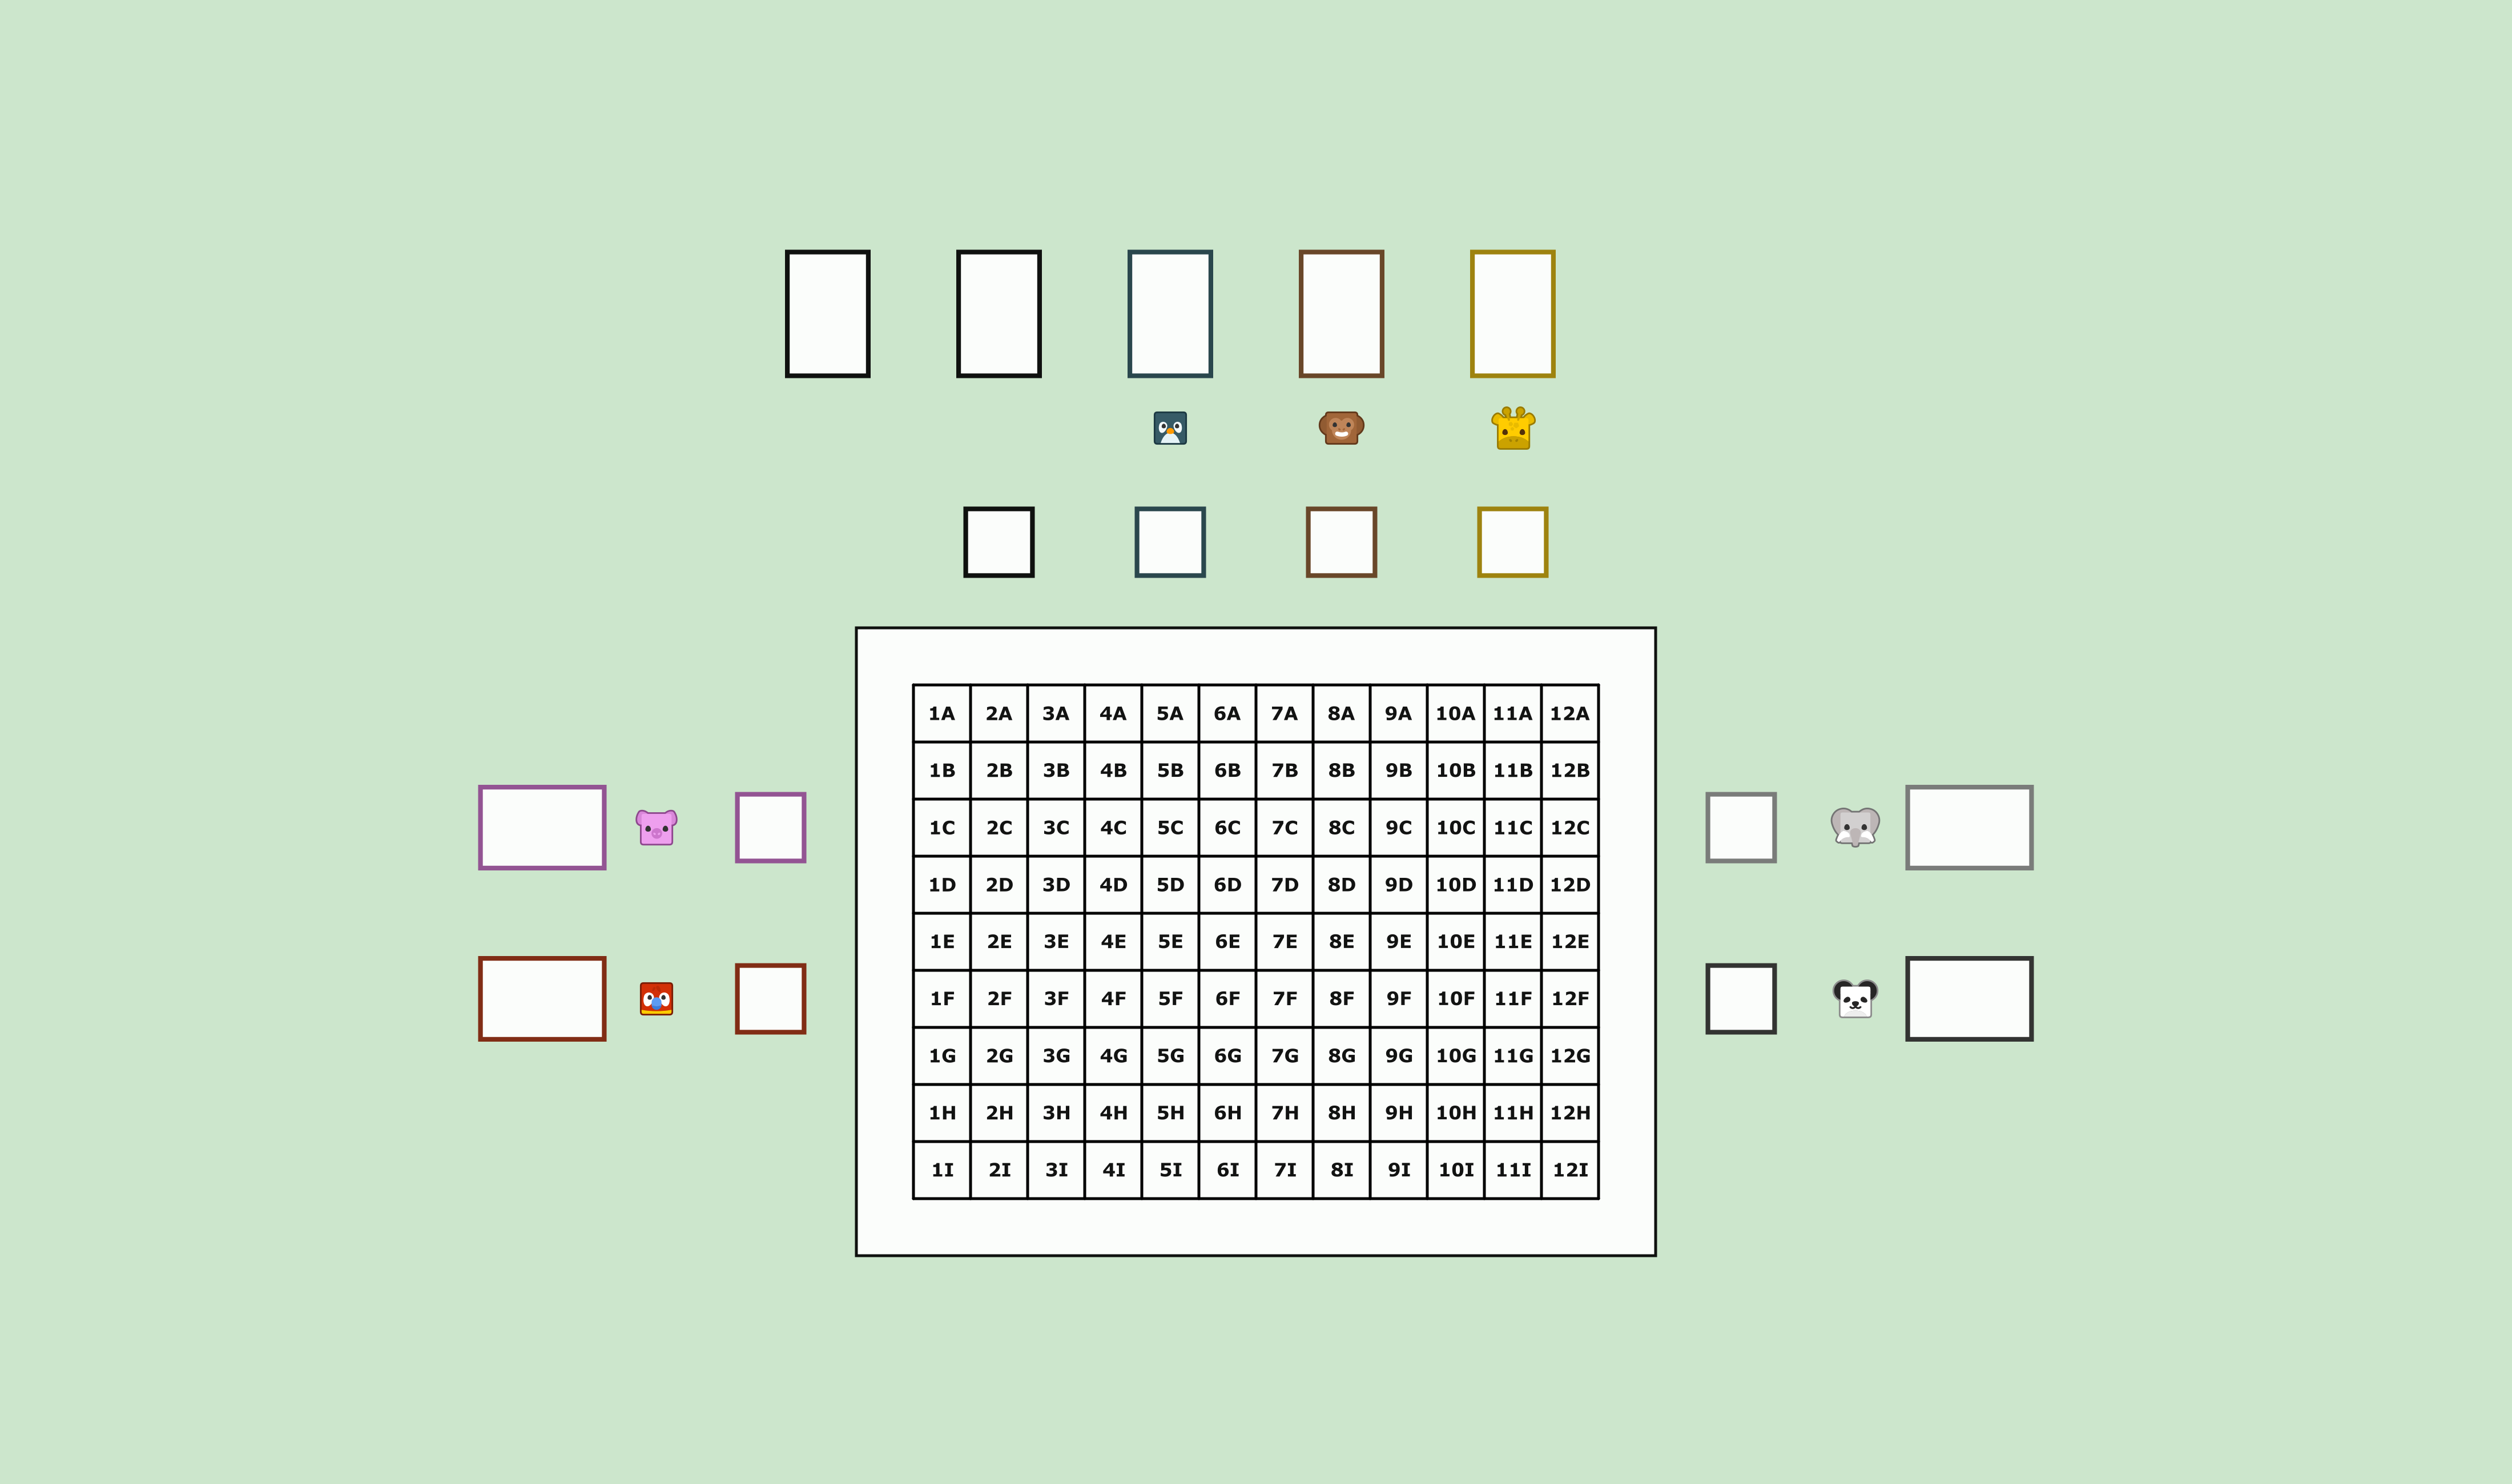 1A 2A 3A 4A 5A 6A 7A 8A 9A 10A 11A 12A
1B 2B 3B 4B 5B 6B 7B 8B 9B 10B 11B 12B
1C 2C 3C 4C 5C 6C 7C 8C 9C 10C 11C 12C
1D 2D 3D 4D 5D 6D 7D 8D 9D 10D 11D 12D
1E 2E 3E 4E 5E 6E 7E 8E 9E 10E 11E 12E
1F 2F 3F 4F 5F 6F 7F 8F 9F 10F 11F 12F
1G 2G 3G 4G 5G 6G 7G 8G 9G 10G 11G 12G
1H 2H 3H 4H 5H 6H 7H 8H 9H 10H 11H 12H
1I 2I 3I 4I 5I 6I 7I 8I 9I 10I 11I 12I